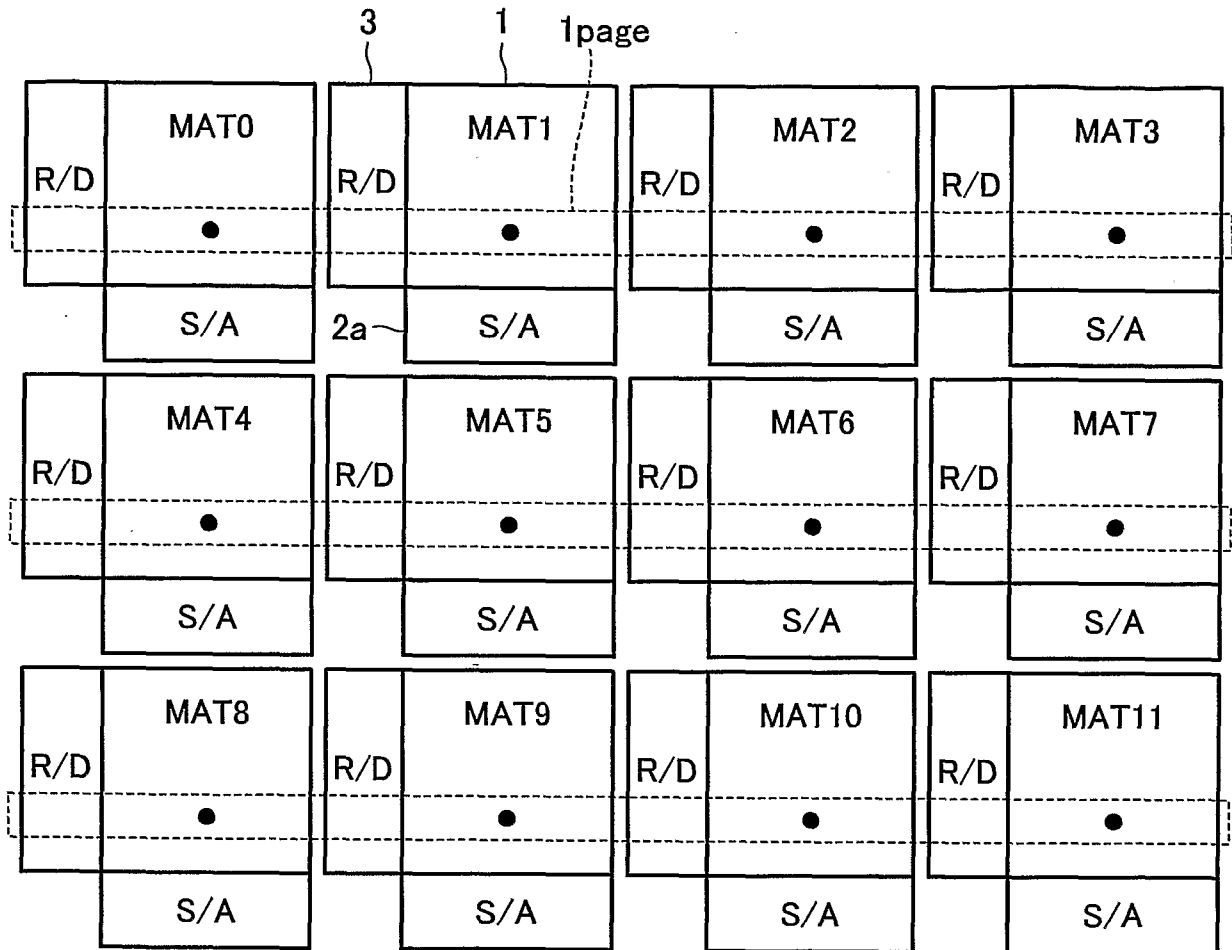 3 1 1page
MAT0 MAT1 MAT2 MAT3
R/D R/D R/D R/D
2a S/A S/A S/A S/A
MAT4 MAT5 MAT6 MAT7
R/D R/D R/D R/D
S/A S/A S/A S/A
MAT8 MAT9 MAT10 MAT11
R/D R/D R/D R/D
S/A S/A S/A S/A